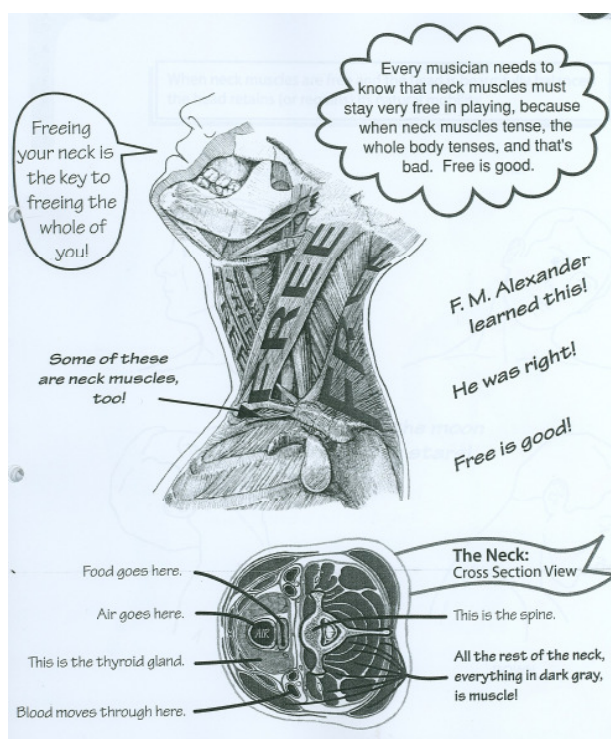 Every musician needs to
know that neck muscles must
stay very free in playing, because
when neck muscles tense, the
whole body tenses, and that's
bad. Free is good.
Freeing
your neck is
the key to
freeing the
whole of
you!
FREE
FREE
FREE
F. M. Alexander
learned this!
He was right!
Free is good!
Some of these
are neck muscles,
too!
The Neck:
Cross Section View
Food goes here.
Air goes here.
AIR
This is the thyroid gland.
Blood moves through here.
This is the spine.
All the rest of the neck,
everything in dark gray,
is muscle!